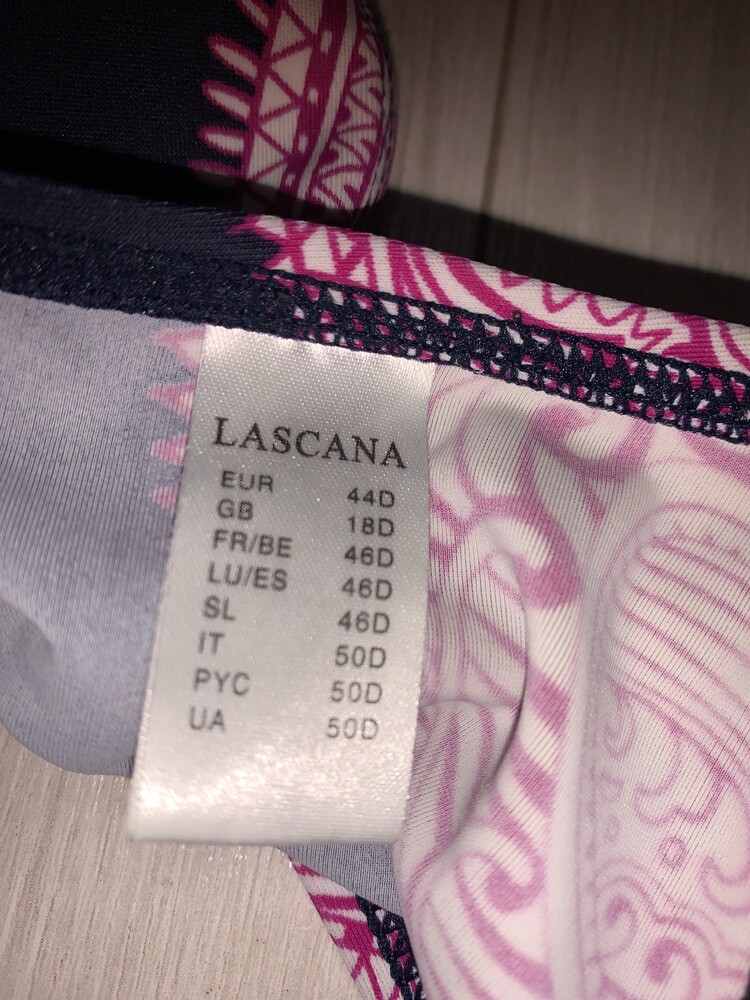 LASCANA
EUR 44D
GB 18D
FR/BE 46D
LU/ES 46D
SL 46D
IT 50D
PYC 50D
UA 50D